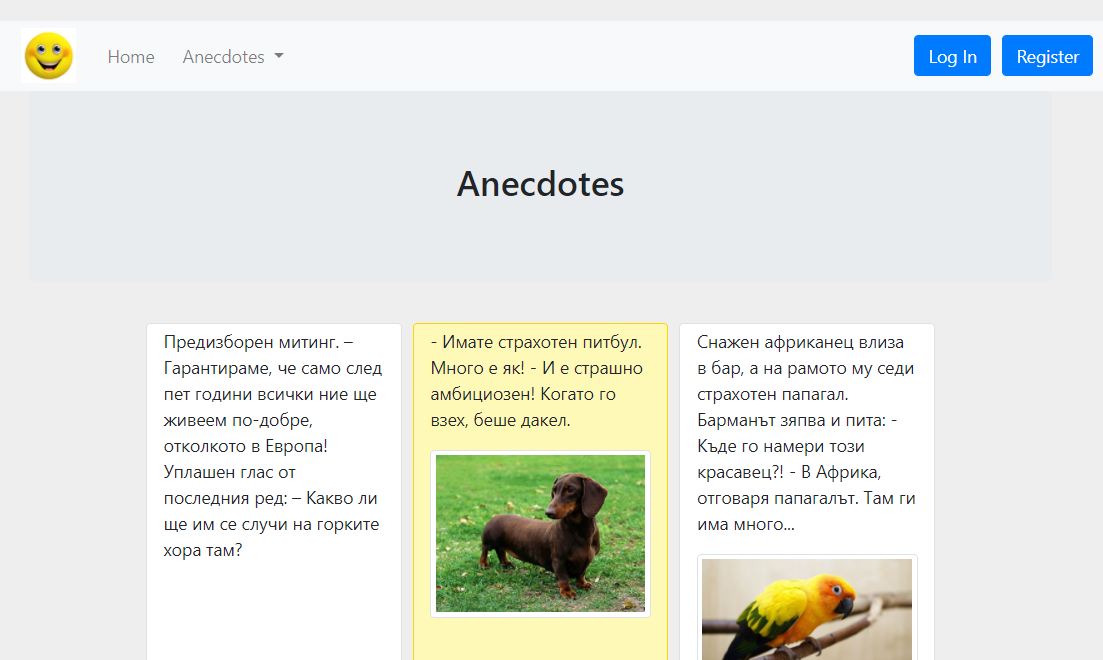 Home
Anecdotes
Log In
Register
Anecdotes
Предизборен митинг. –
Гарантираме, че само след
пет години всички ние ще
живеем по-добре,
отколкото в Европа!
Уплашен глас от
последния ред: – Какво ли
ще им се случи на горките
хора там?
- Имате страхотен питбул.
Много е як! - И е страшно
амбициозен! Когато го
взех, беше дакел.
Снажен африканец влиза
в бар, а на рамото му седи
страхотен папагал.
Барманът зяпва и пита: -
Къде го намери този
красавец?! - В Африка,
отговаря папагалът. Там ги
има много...